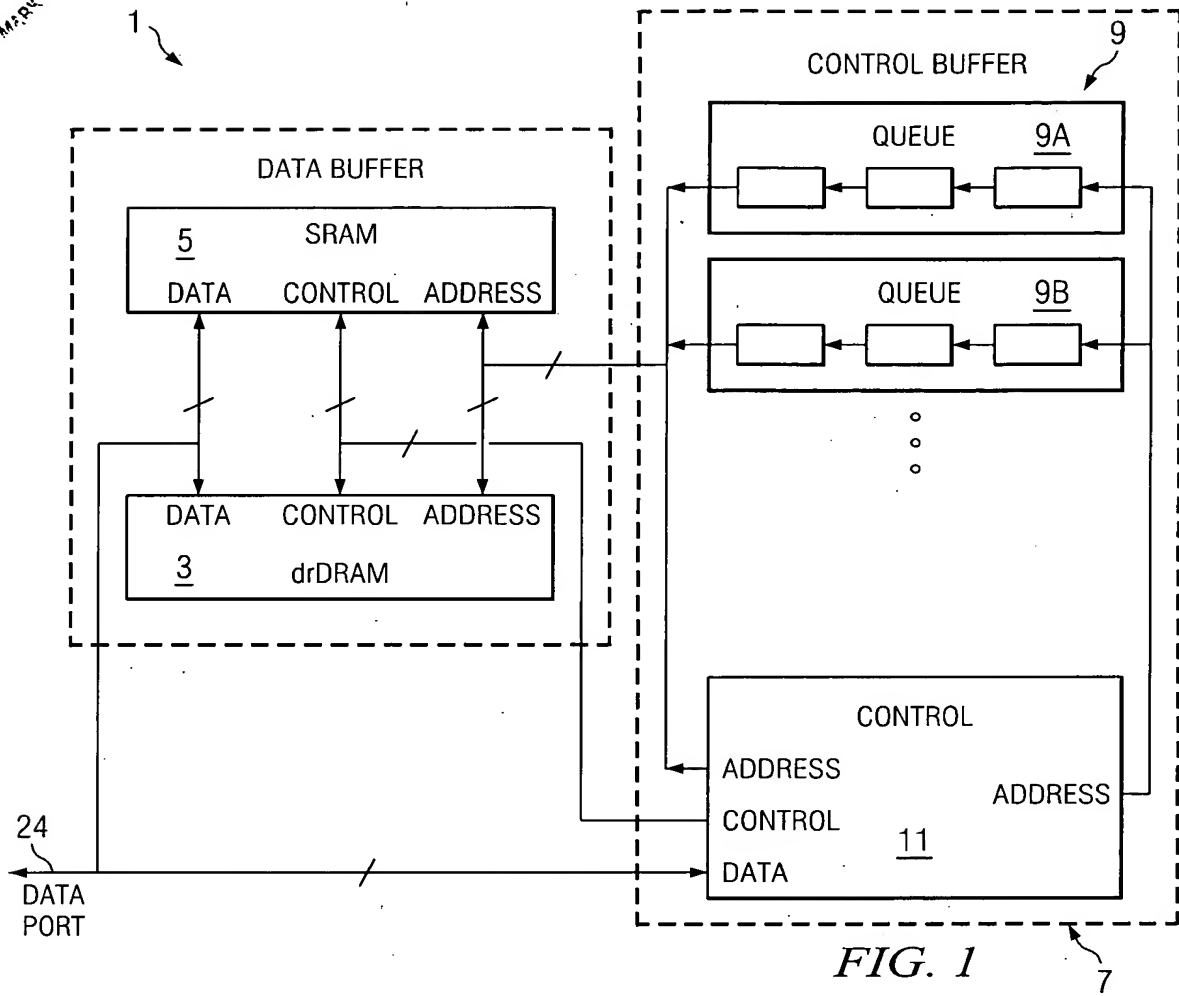 1
9
CONTROL BUFFER
QUEUE 9A
DATA BUFFER
5 SRAM
DATA CONTROL ADDRESS
QUEUE 9B
DATA CONTROL ADDRESS
3 drDRAM
CONTROL
ADDRESS
ADDRESS
CONTROL
11
DATA
24
DATA
PORT
FIG. 1
7